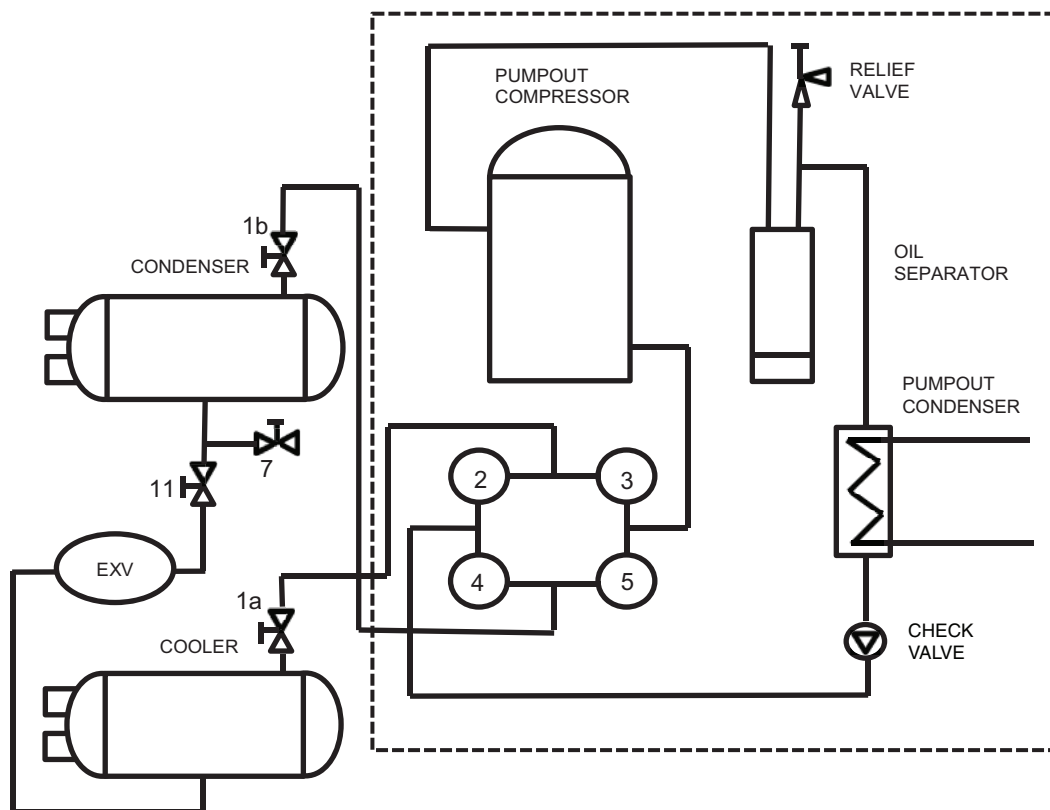 PUMPOUT
COMPRESSOR
RELIEF
VALVE
1b
CONDENSER
OIL
SEPARATOR
PUMPOUT
CONDENSER
7
11
2
3
EXV
4
5
1a
COOLER
CHECK
VALVE